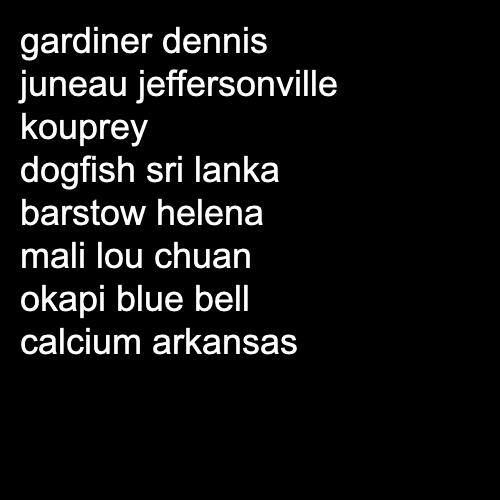 gardiner dennis
juneau jeffersonville
kouprey
dogfish sri lanka
barstow helena
mali lou chuan
okapi blue bell
calcium arkansas